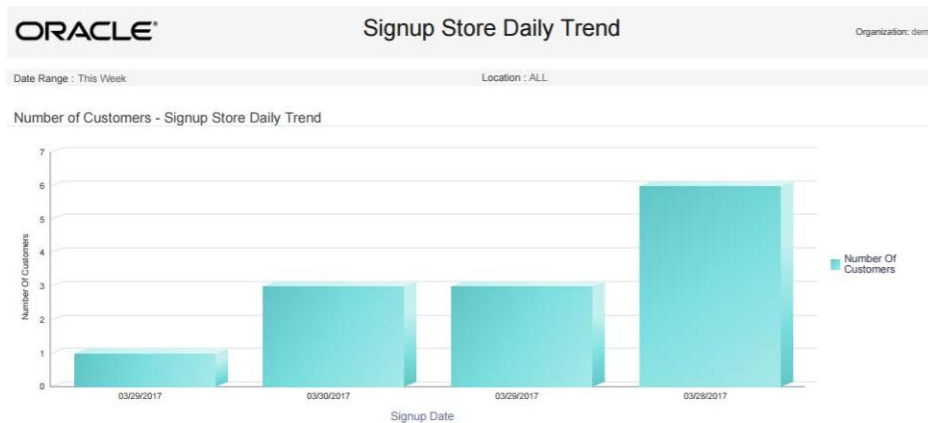 ORACLE®
Signup Store Daily Trend
Organization: dem
Date Range : This Week
Location : ALL
Number of Customers - Signup Store Daily Trend
7
6
5
4
3
2
1
0
Number Of Customers
03/29/2017
03/30/2017
03/29/2017
03/28/2017
Signup Date
Number Of
Customers